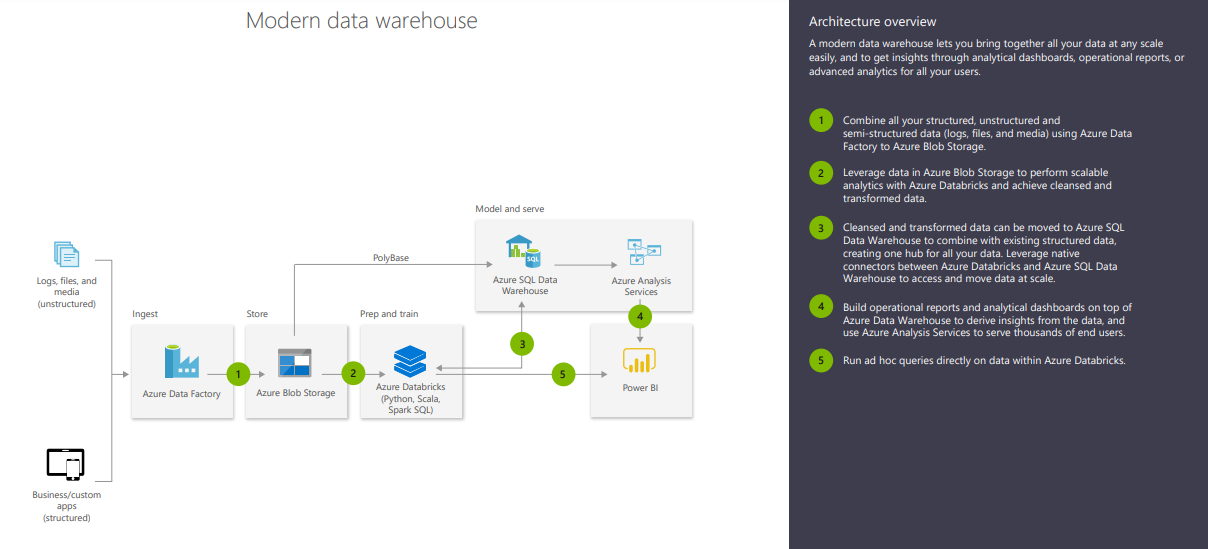 Modern data warehouse
Model and serve
PolyBase
Azure SQL Data
Warehouse
SQL
Azure Analysis
Services
Logs, files, and
media
(unstructured)
Ingest
Store
Prep and train
4
3
Azure Data Factory
1
Azure Blob Storage
2
Azure Databricks
(Python, Scala,
Spark SQL)
5
Power BI
Business/custom
apps
(structured)
Architecture overview
A modern data warehouse lets you bring together all your data at any scale
easily, and to get insights through analytical dashboards, operational reports, or
advanced analytics for all your users.
1 Combine all your structured, unstructured and
semi-structured data (logs, files, and media) using Azure Data
Factory to Azure Blob Storage.
2 Leverage data in Azure Blob Storage to perform scalable
analytics with Azure Databricks and achieve cleansed and
transformed data.
3 Cleansed and transformed data can be moved to Azure SQL
Data Warehouse to combine with existing structured data,
creating one hub for all your data. Leverage native
connectors between Azure Databricks and Azure SQL Data
Warehouse to access and move data at scale.
4 Build operational reports and analytical dashboards on top of
Azure Data Warehouse to derive insights from the data, and
use Azure Analysis Services to serve thousands of end users.
5 Run ad hoc queries directly on data within Azure Databricks.